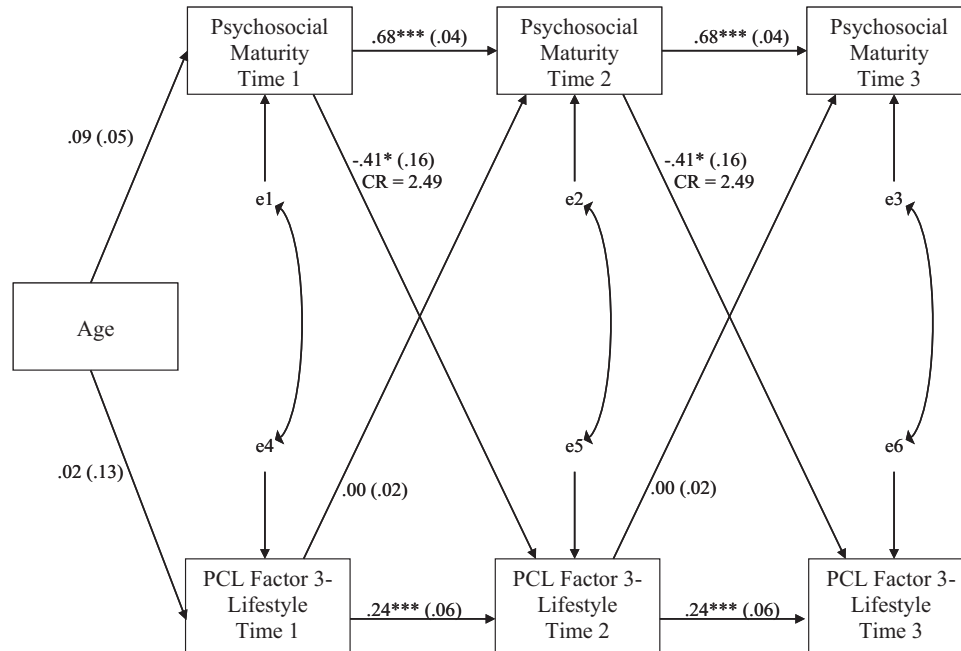 Psychosocial
Maturity
Time 1
.68*** (.04)
Psychosocial
Maturity
Time 2
.68*** (.04)
Psychosocial
Maturity
Time 3
.09 (.05)
-.41* (.16)
CR = 2.49
-.41* (.16)
CR = 2.49
e1
e2
e3
Age
e4
e5
e6
.02 (.13)
.00 (.02)
.00 (.02)
PCL Factor 3-
Lifestyle
Time 1
.24*** (.06)
PCL Factor 3-
Lifestyle
Time 2
.24*** (.06)
PCL Factor 3-
Lifestyle
Time 3